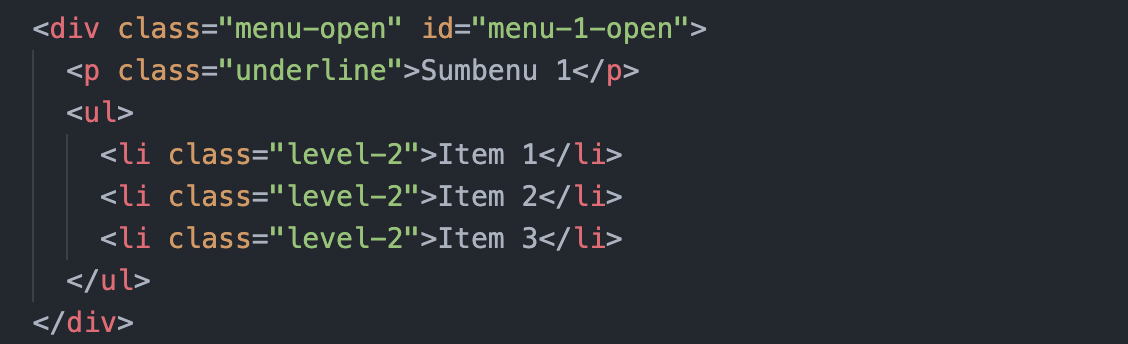 <div class="menu-open" id="menu-1-open">
<p class="underline">Sumbenu 1</p>
<ul>
<li class="level-2">Item 1</li>
<li class="level-2">Item 2</li>
<li class="level-2">Item 3</li>
</ul>
</div>